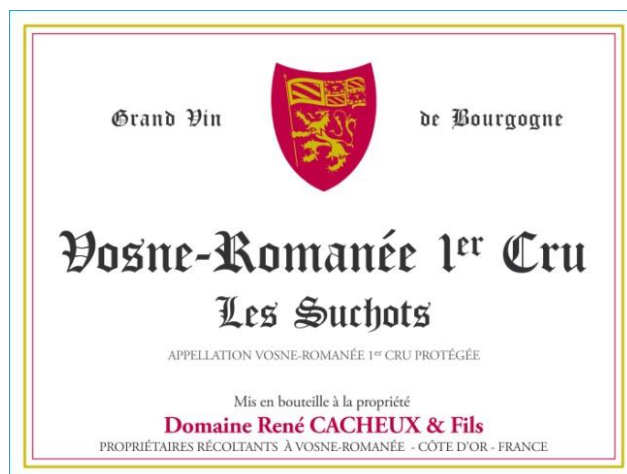 Grand Vin de Bourgogne
Vosne-Romanée 1er Cru
Les Suchots
APPELLATION VOSNE-ROMANÉE 1er CRU PROTÉGÉE
Mis en bouteille à la propriété
Domaine René CACHEUX & Fils
PROPRIÉTAIRES RÉCOLTANTS À VOSNE-ROMANÉE - CÔTE D'OR - FRANCE